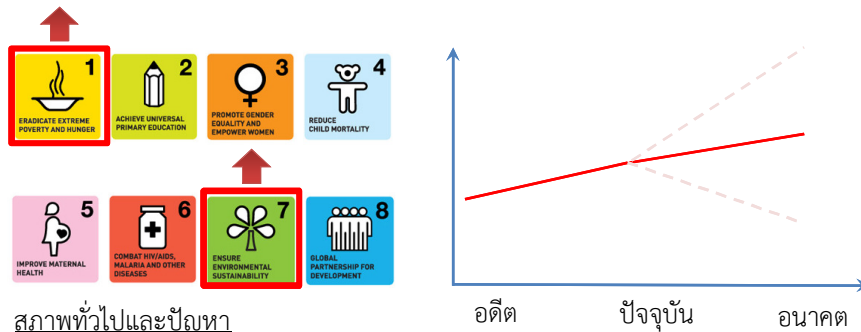 1
ERADICATE EXTREME
POVERTY AND HUNGER
2
ACHIEVE UNIVERSAL
PRIMARY EDUCATION
3
PROMOTE GENDER
EQUALITY AND
EMPOWER WOMEN
4
REDUCE
CHILD MORTALITY
5
IMPROVE MATERNAL
HEALTH
6
COMBAT HIV/AIDS,
MALARIA AND OTHER
DISEASES
7
ENSURE
ENVIRONMENTAL
SUSTAINABILITY
8
GLOBAL
PARTNERSHIP FOR
DEVELOPMENT
สภาพทั่วไปและปัญหา
อดีต ปัจจุบัน อนาคต